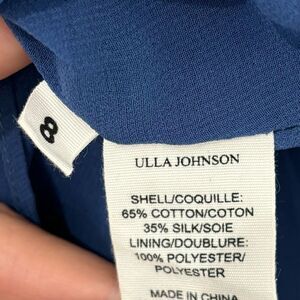 8
ULLA JOHNSON
SHELL/COQUILLE:
65% COTTON/COTON
35% SILK/SOIE
LINING/DOUBLURE:
100% POLYESTER/
POLYESTER
MADE IN CHINA